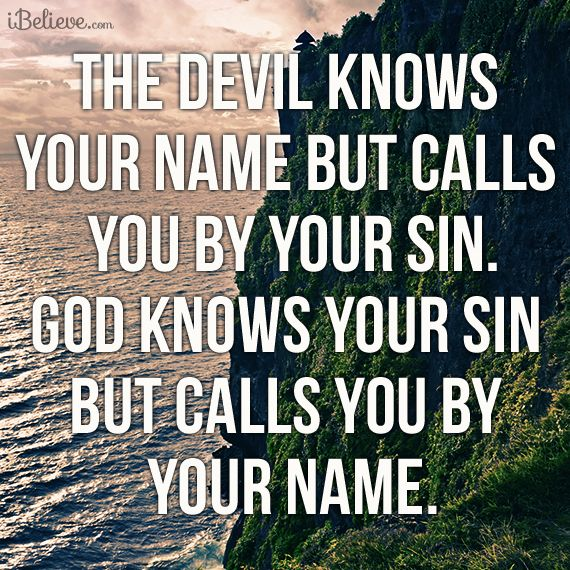 iBelieve.com
THE DEVIL KNOWS
YOUR NAME BUT CALLS
YOU BY YOUR SIN.
GOD KNOWS YOUR SIN
BUT CALLS YOU BY
YOUR NAME.